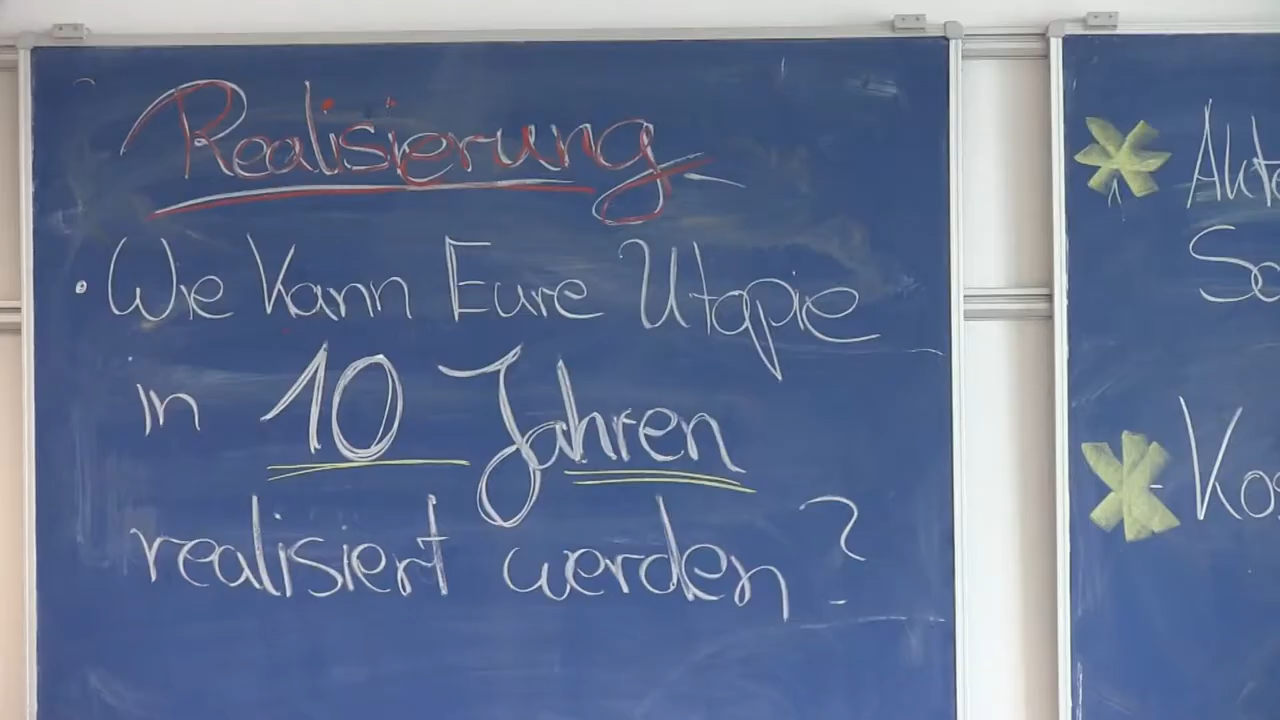 Realisierung
• Wie kann Eure Utopie
in 10 Jahren
realisiert werden?